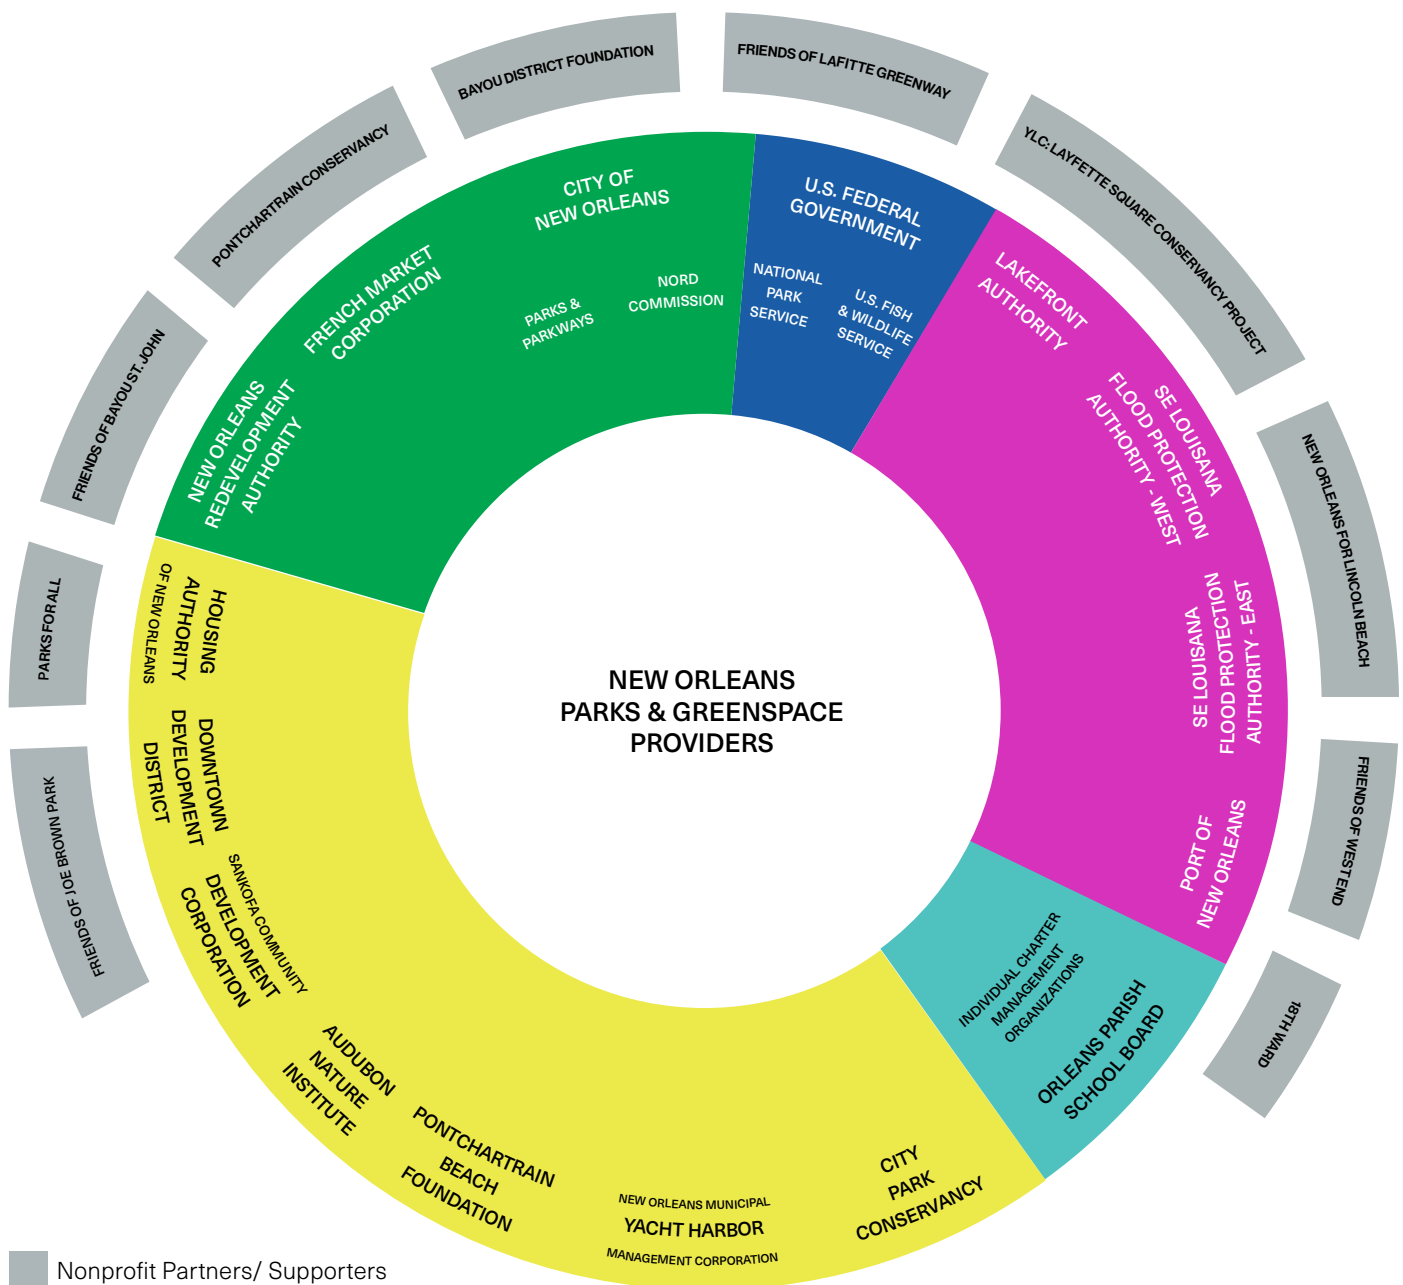 BAYOU DISTRICT FOUNDATION
FRIENDS OF LAFITTE GREENWAY
YLC: LAYFETTE SQUARE CONSERVANCY PROJECT
NEW ORLEANS FOR LINCOLN BEACH
FRIENDS OF WEST END
18TH WARD
PONTCHARTRAIN CONSERVANCY
FRIENDS OF BAYOU ST. JOHN
PARKS FOR ALL
FRIENDS OF JOE BROWN PARK
CITY OF
NEW ORLEANS
PARKS &
PARKWAYS
NORD
COMMISSION
FRENCH MARKET
CORPORATION
NEW ORLEANS
REDEVELOPMENT
AUTHORITY
U.S. FEDERAL
GOVERNMENT
NATIONAL
PARK
SERVICE
U.S. FISH
& WILDLIFE
SERVICE
LAKEFRONT
AUTHORITY
SE LOUISANA
FLOOD PROTECTION
AUTHORITY - WEST
SE LOUISANA
FLOOD PROTECTION
AUTHORITY - EAST
PORT OF
NEW ORLEANS
INDIVIDUAL CHARTER
MANAGEMENT
ORGANIZATIONS
ORLEANS PARISH
SCHOOL BOARD
CITY
PARK
CONSERVANCY
NEW ORLEANS MUNICIPAL
YACHT HARBOR
MANAGEMENT CORPORATION
PONTCHARTRAIN
BEACH
FOUNDATION
AUDUBON
NATURE
INSTITUTE
SANKOFA COMMUNITY
DEVELOPMENT
CORPORATION
DOWNTOWN
DEVELOPMENT
DISTRICT
HOUSING
AUTHORITY
OF NEW ORLEANS
NEW ORLEANS
PARKS & GREENSPACE
PROVIDERS
Nonprofit Partners/ Supporters